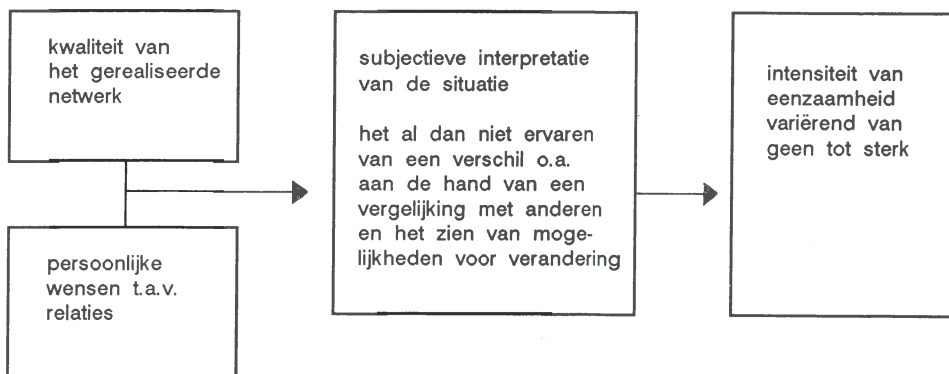 kwaliteit van
het gerealiseerde
netwerk
persoonlijke
wensen t.a.v.
relaties
subjectieve interpretatie
van de situatie
het al dan niet ervaren
van een verschil o.a.
aan de hand van een
vergelijking met anderen
en het zien van moge-
lijkheden voor verandering
intensiteit van
eenzaamheid
variërend van
geen tot sterk